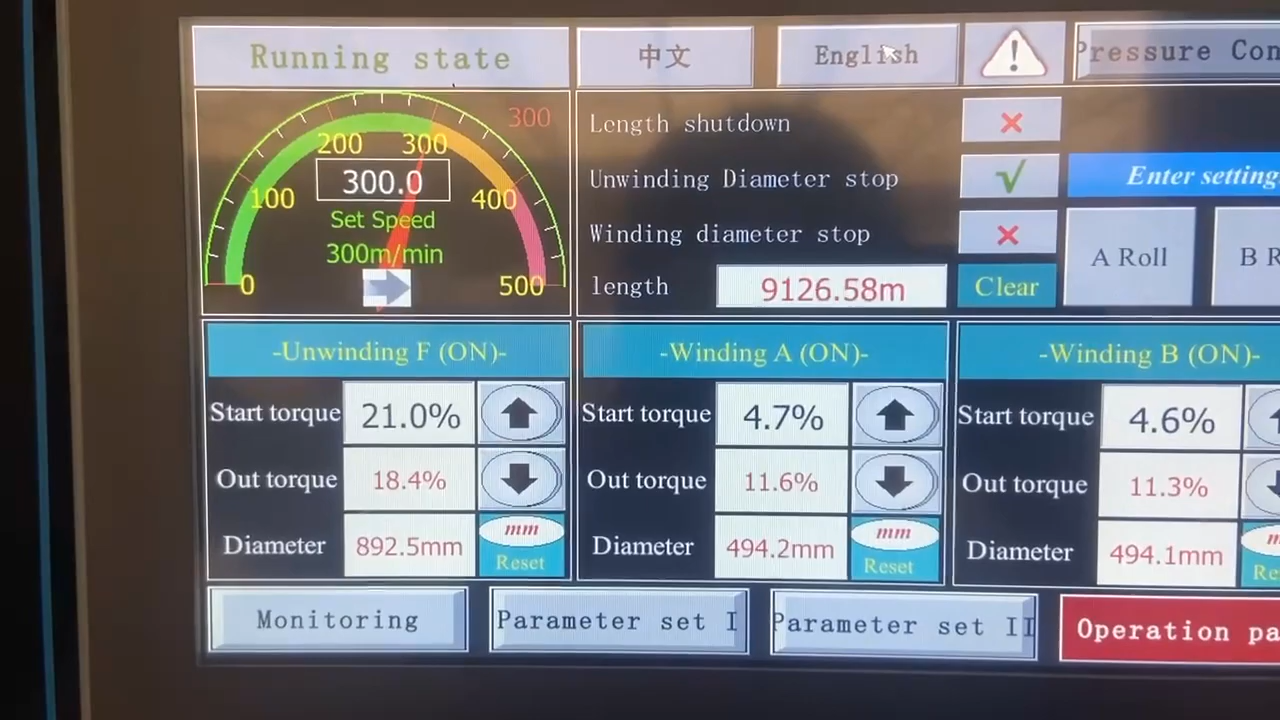 Running state
中文
English
Pressure Con
300
200
300
100
400
0
500
300.0
Set Speed
300m/min
Length shutdown
Unwinding Diameter stop
Winding diameter stop
length
9126.58m
Clear
Enter setting
A Roll
B R
-Unwinding F (ON)-
Start torque
21.0%
Out torque
18.4%
Diameter
892.5mm
mm
Reset
-Winding A (ON)-
Start torque
4.7%
Out torque
11.6%
Diameter
494.2mm
mm
Reset
-Winding B (ON)-
Start torque
4.6%
Out torque
11.3%
Diameter
494.1mm
m
Re
Monitoring
Parameter set I
Parameter set II
Operation pa